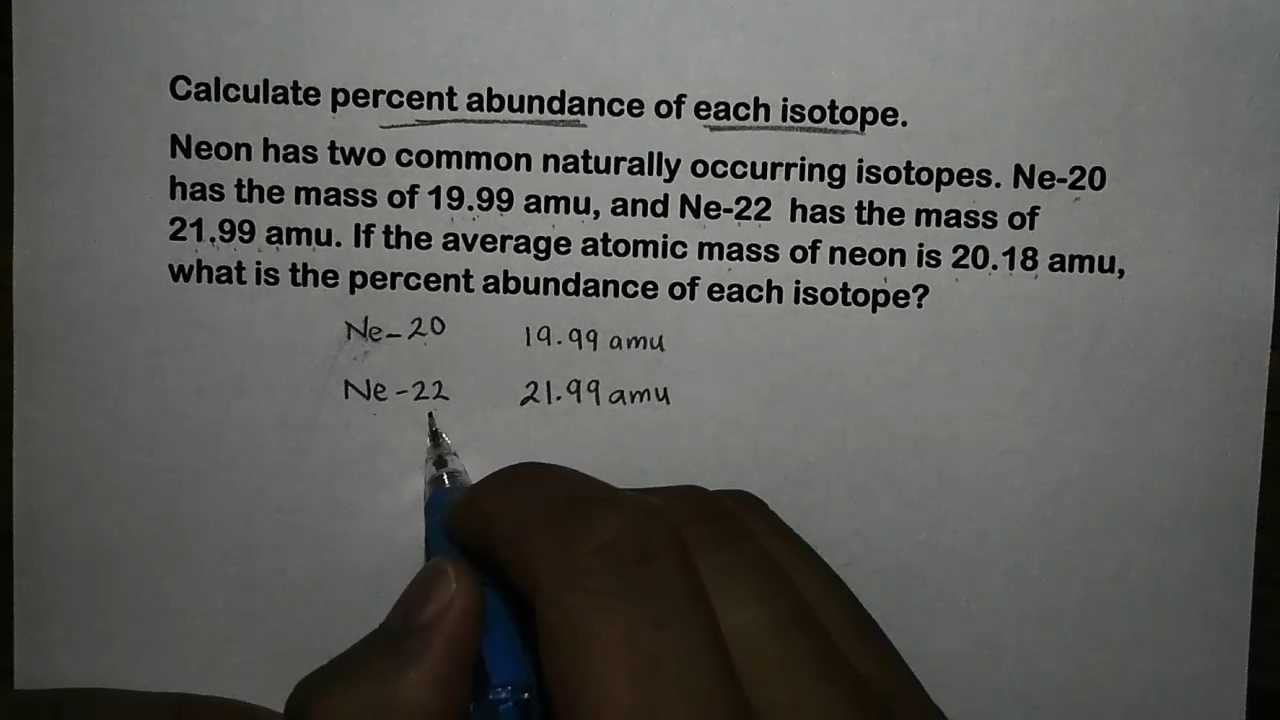 Calculate percent abundance of each isotope.
Neon has two common naturally occurring isotopes. Ne-20
has the mass of 19.99 amu, and Ne-22 has the mass of
21.99 amu. If the average atomic mass of neon is 20.18 amu,
what is the percent abundance of each isotope?
Ne-20 19.99 amu
Ne-22 21.99 amu